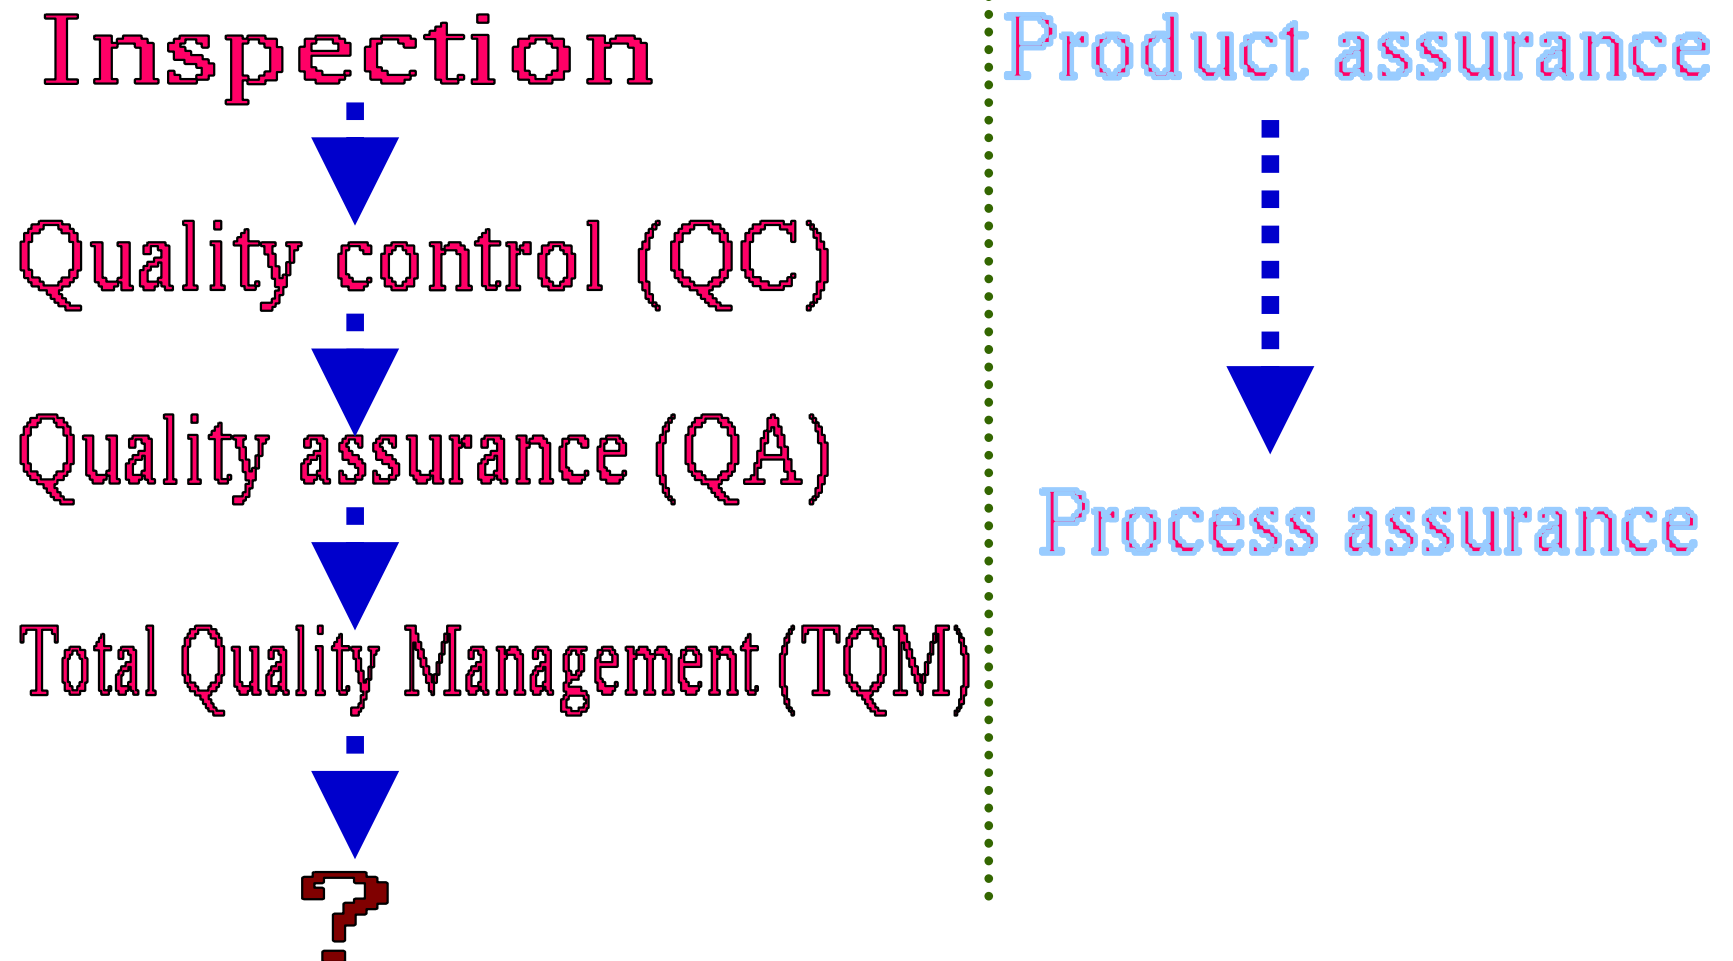 Inspection
Quality control (QC)
Quality assurance (QA)
Total Quality Management (TQM)
?
Product assurance
Process assurance